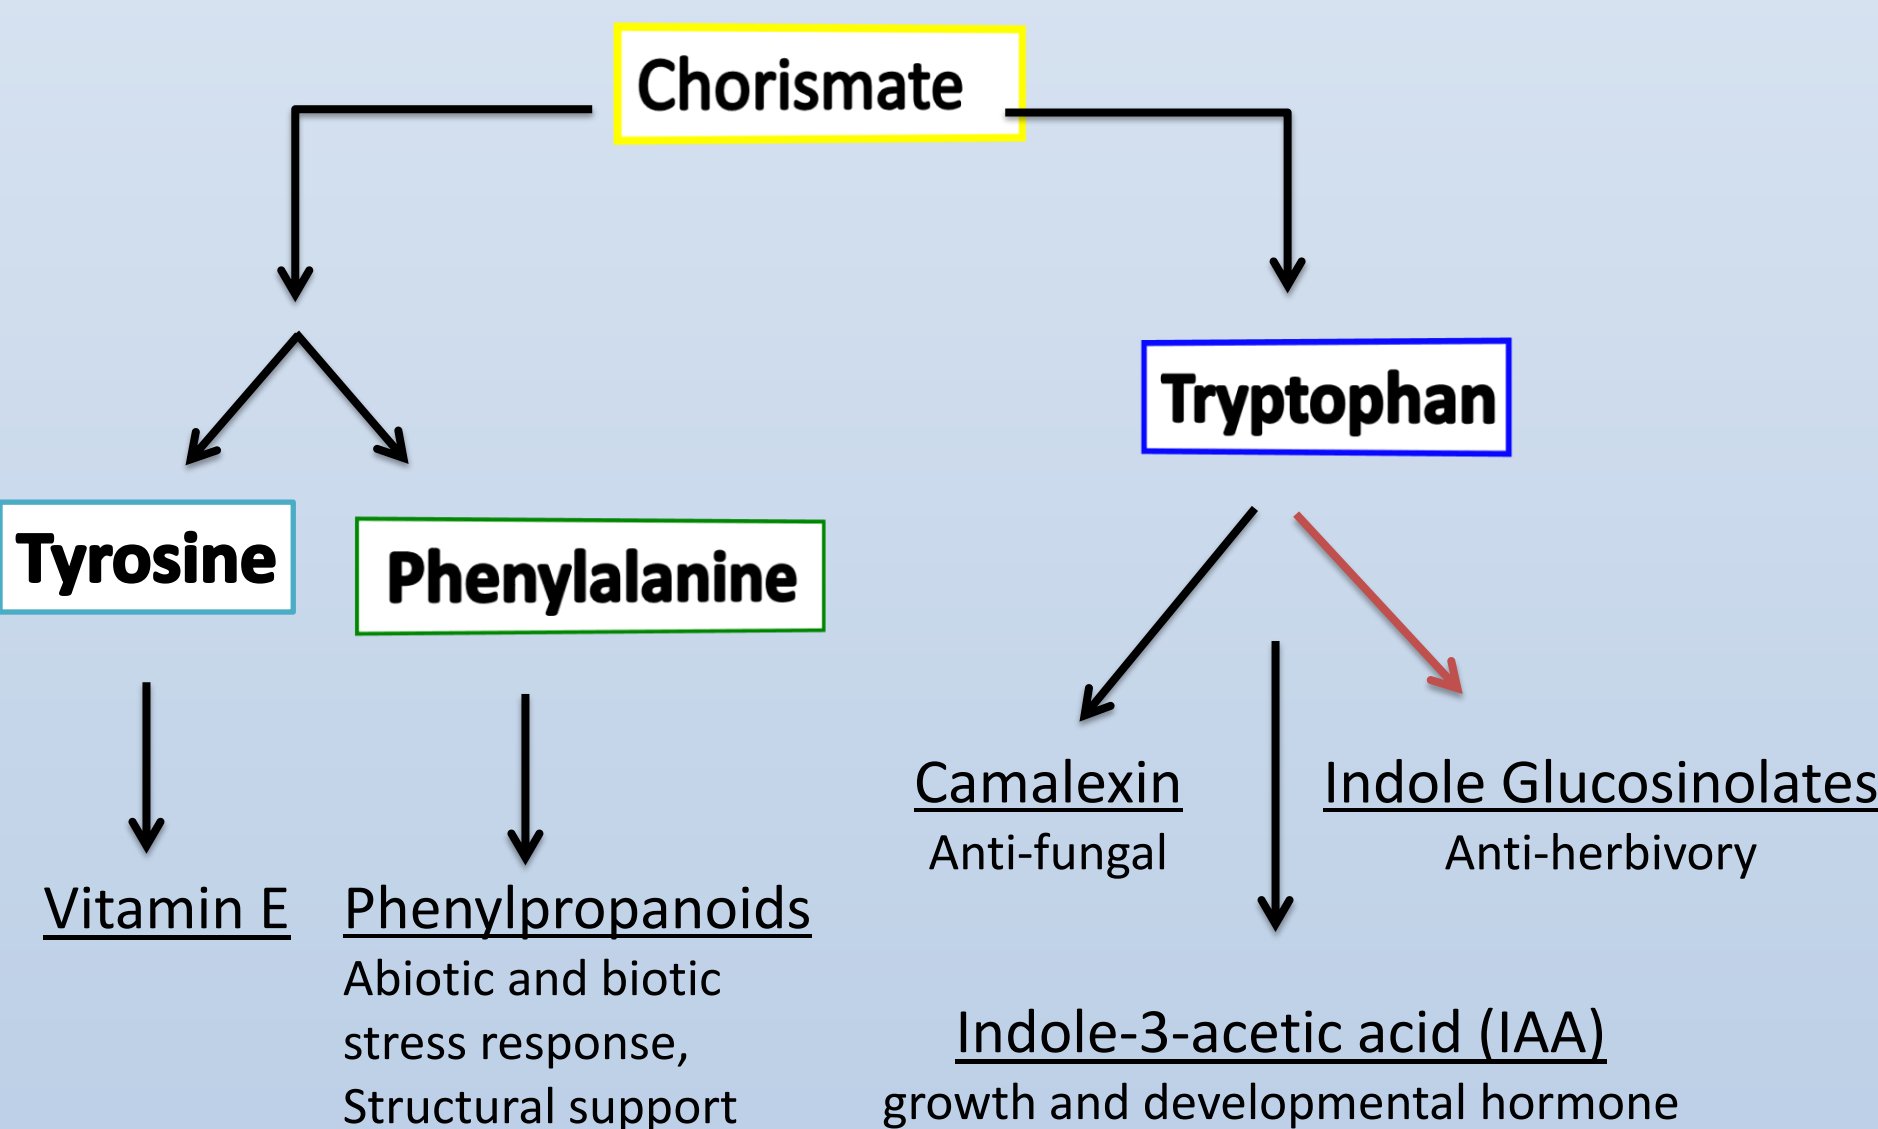 Chorismate
Tryptophan
Tyrosine
Phenylalanine
Camalexin
Anti-fungal
Indole Glucosinolates
Anti-herbivory
Vitamin E
Phenylpropanoids
Abiotic and biotic
stress response,
Structural support
Indole-3-acetic acid (IAA)
growth and developmental hormone